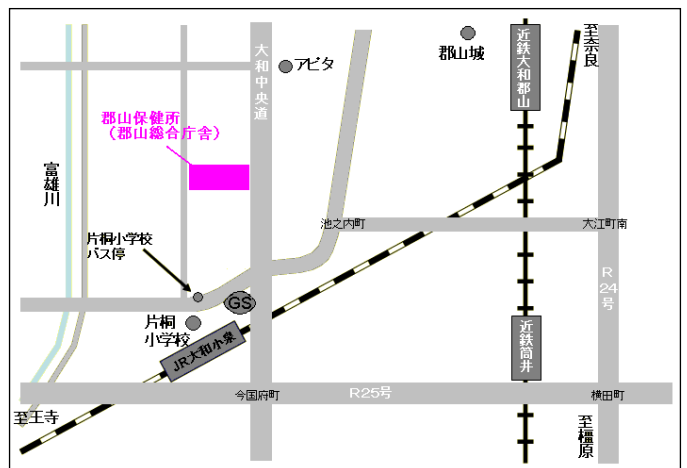 至奈良
近鉄大和郡山
郡山城
アピタ
大和中央道
郡山保健所
（郡山総合庁舎）
富雄川
池之内町
大江町南
片桐小学校
バス停
R24号
GS
片桐
小学校
JR大和小泉
近鉄筒井
今国府町
R25号
横田町
至王寺
至橿原